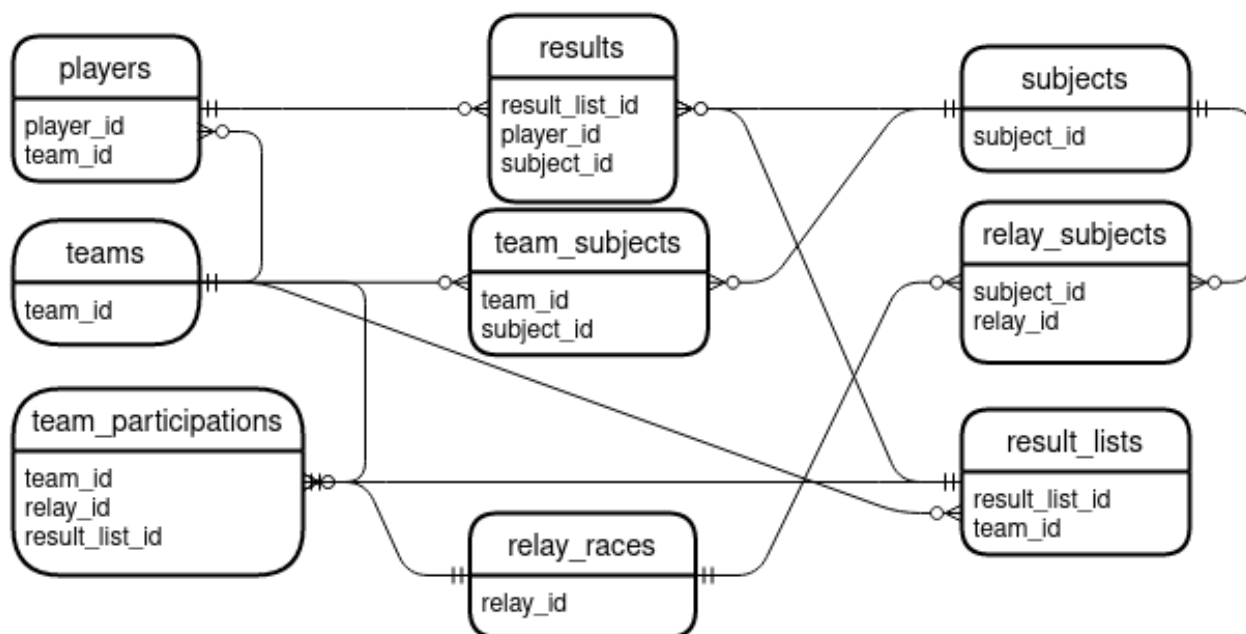 players
player_id
team_id
results
result_list_id
player_id
subject_id
subjects
subject_id
teams
team_id
team_subjects
team_id
subject_id
relay_subjects
subject_id
relay_id
team_participations
team_id
relay_id
result_list_id
relay_races
relay_id
result_lists
result_list_id
team_id